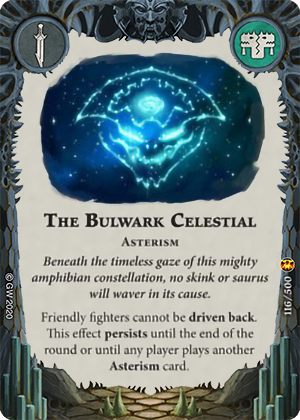 THE BULWARK CELESTIAL
ASTERISM
Beneath the timeless gaze of this mighty
amphibian constellation, no skink or saurus
will waver in its cause.
Friendly fighters cannot be driven back.
This effect persists until the end of the
round or until any player plays another
Asterism card.
© GW 2020
116/500